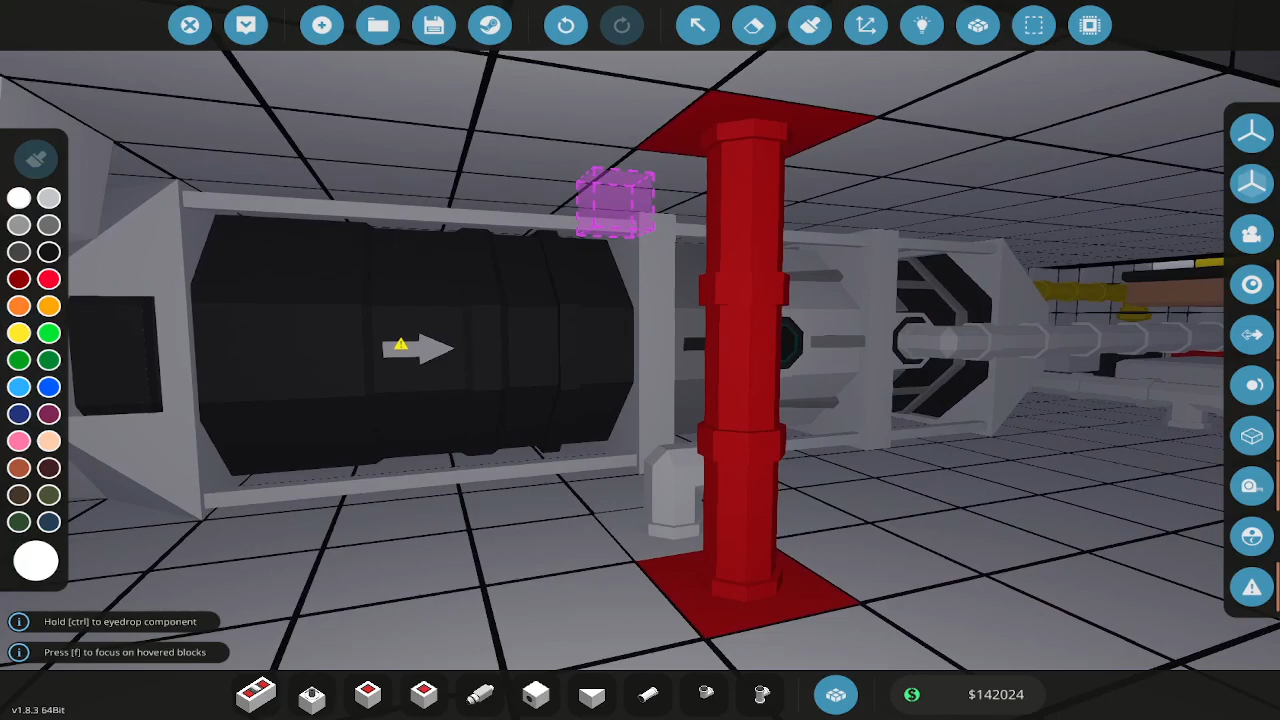 Hold [ctrl] to eyedrop component
Press [f] to focus on hovered blocks
$142024
v1.8.3 64Bit